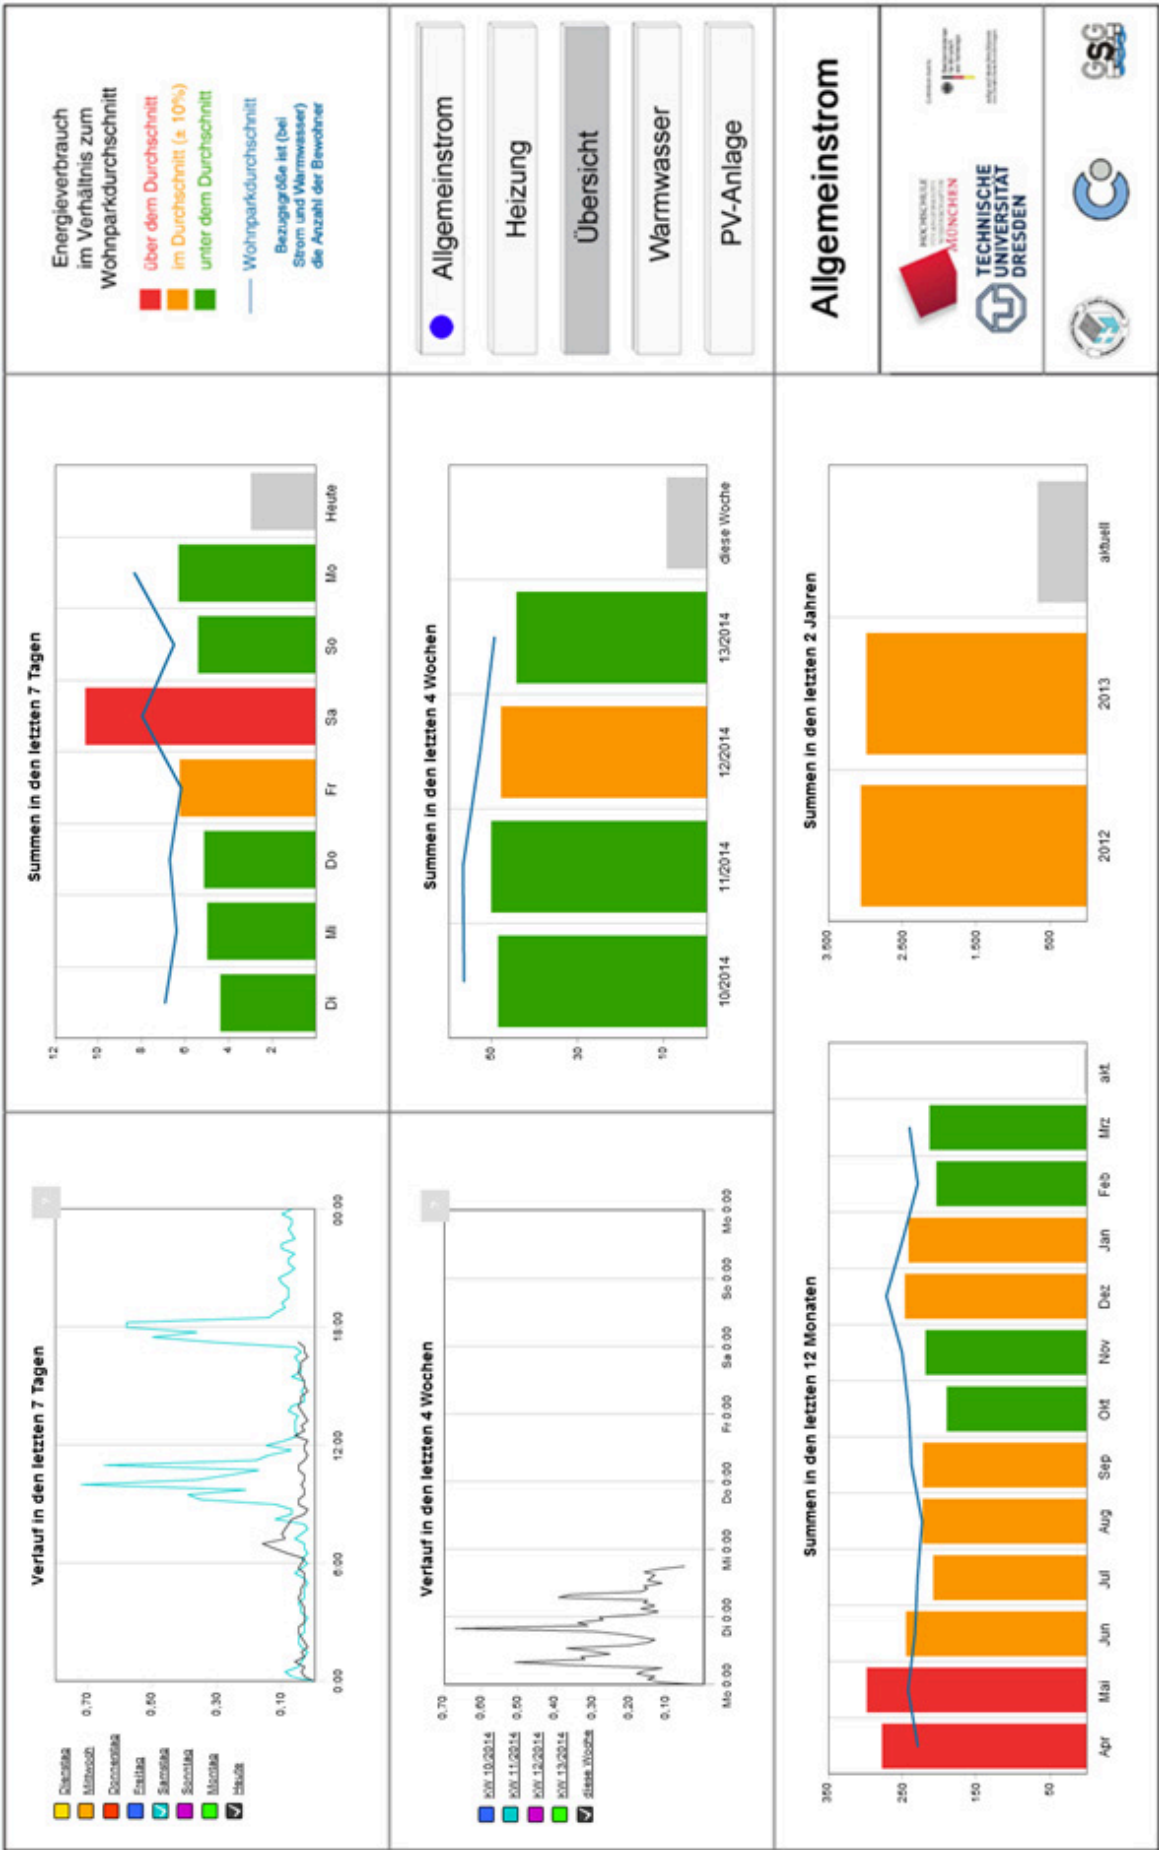 Verlauf in den letzten 7 Tagen
Dienstag
Mittwoch
Donnerstag
Freitag
Samstag
Sonntag
Montag
Heute
0,70
0,50
0,30
0,10
0:00
6:00
12:00
18:00
00:00
?
Summen in den letzten 7 Tagen
12
10
8
6
4
2
Di
Mi
Do
Fr
Sa
So
Mo
Heute
Energieverbrauch
im Verhältnis zum
Wohnparkdurchschnitt
über dem Durchschnitt
im Durchschnitt (± 10%)
unter dem Durchschnitt
Wohnparkdurchschnitt
Bezugsgröße ist (bei
Strom und Warmwasser)
die Anzahl der Bewohner
Verlauf in den letzten 4 Wochen
KW 10/2014
KW 11/2014
KW 12/2014
KW 13/2014
diese Woche
0,70
0,60
0,50
0,40
0,30
0,20
0,10
Mo 0:00
Di 0:00
Mi 0:00
Do 0:00
Fr 0:00
Sa 0:00
So 0:00
Mo 0:00
?
Summen in den letzten 4 Wochen
50
30
10
10/2014
11/2014
12/2014
13/2014
diese Woche
Allgemeinstrom
Heizung
Übersicht
Warmwasser
PV-Anlage
Summen in den letzten 12 Monaten
350
250
150
50
Apr
Mai
Jun
Jul
Aug
Sep
Okt
Nov
Dez
Jan
Feb
Mrz
akt.
Summen in den letzten 2 Jahren
3.500
2.500
1.500
500
2012
2013
aktuell
Allgemeinstrom
HOCHSCHULE
MÜNCHEN
TECHNISCHE
UNIVERSITÄT
DRESDEN
GSG